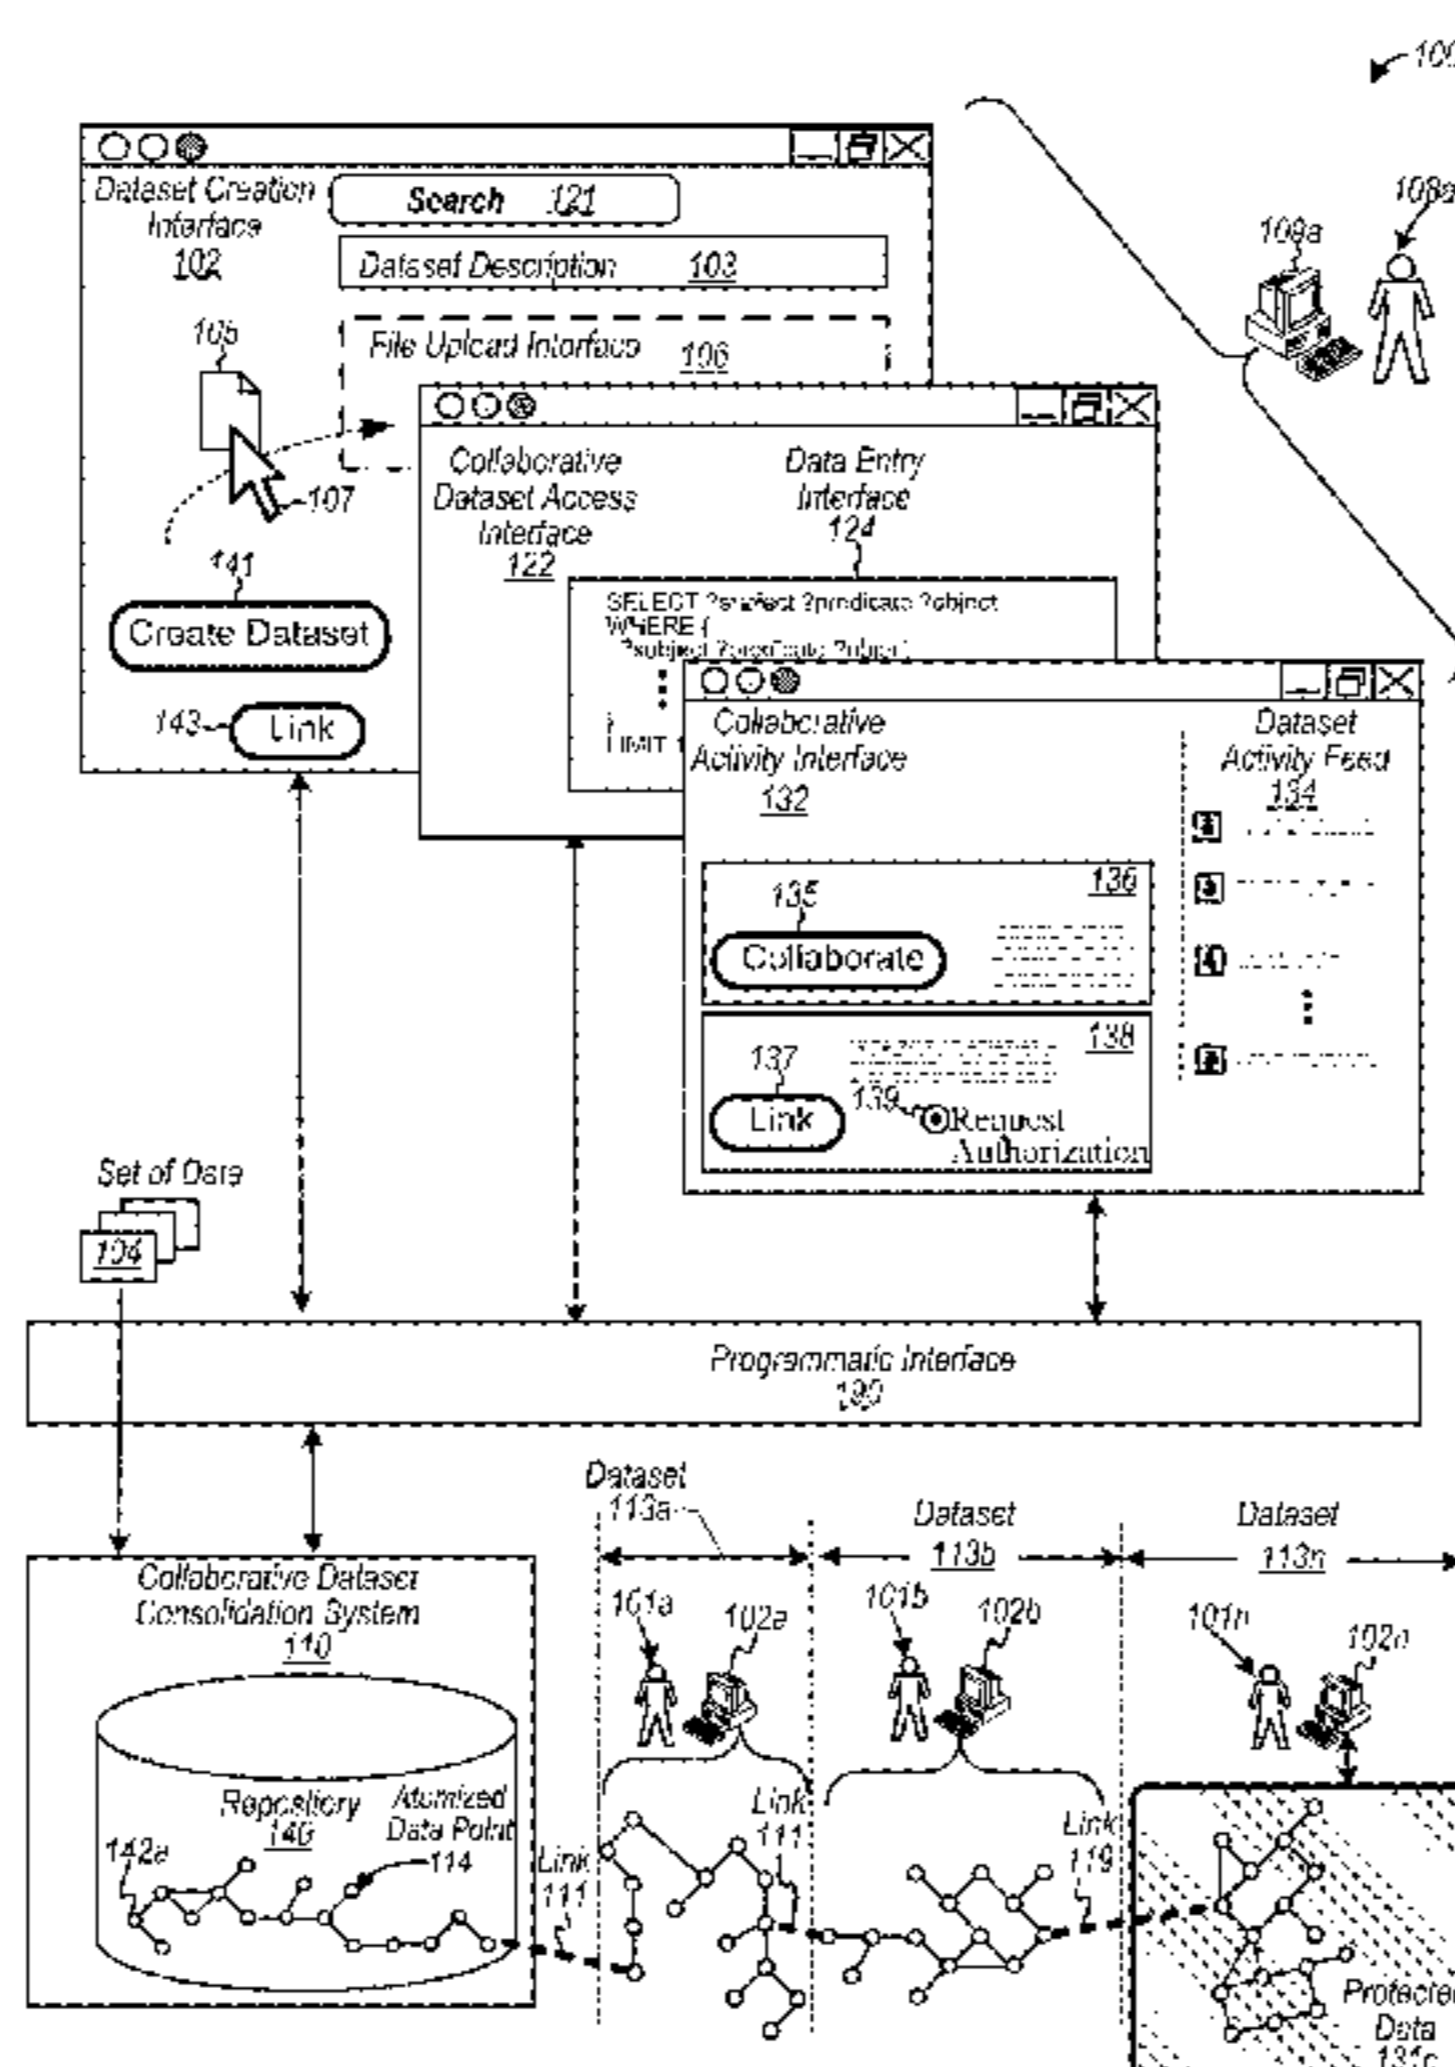 Dataset Creation
Interface
102
Search 121
Dataset Description 103
File Upload Interface 106
105
107
141
Create Dataset
143
Link
109a
Collaborative
Dataset Access
Interface
122
Data Entry
Interface
124
SELECT ?subject ?predicate ?object
WHERE {
?subject ?predicate ?object
}
LIMIT
Collaborative
Activity Interface
132
Dataset
Activity Feed
134
135
136
Collaborate
137
138
Link
139
Request
Authorization
Set of Data
104
Programmatic Interface
190
Dataset
113a
Dataset
113b
Dataset
113n
Collaborative Dataset
Consolidation System
110
101a
102a
101b
102b
101n
102n
Repository
140
Atomized
Data Point
114
142a
Link
111
Link
111
Link
119
Data